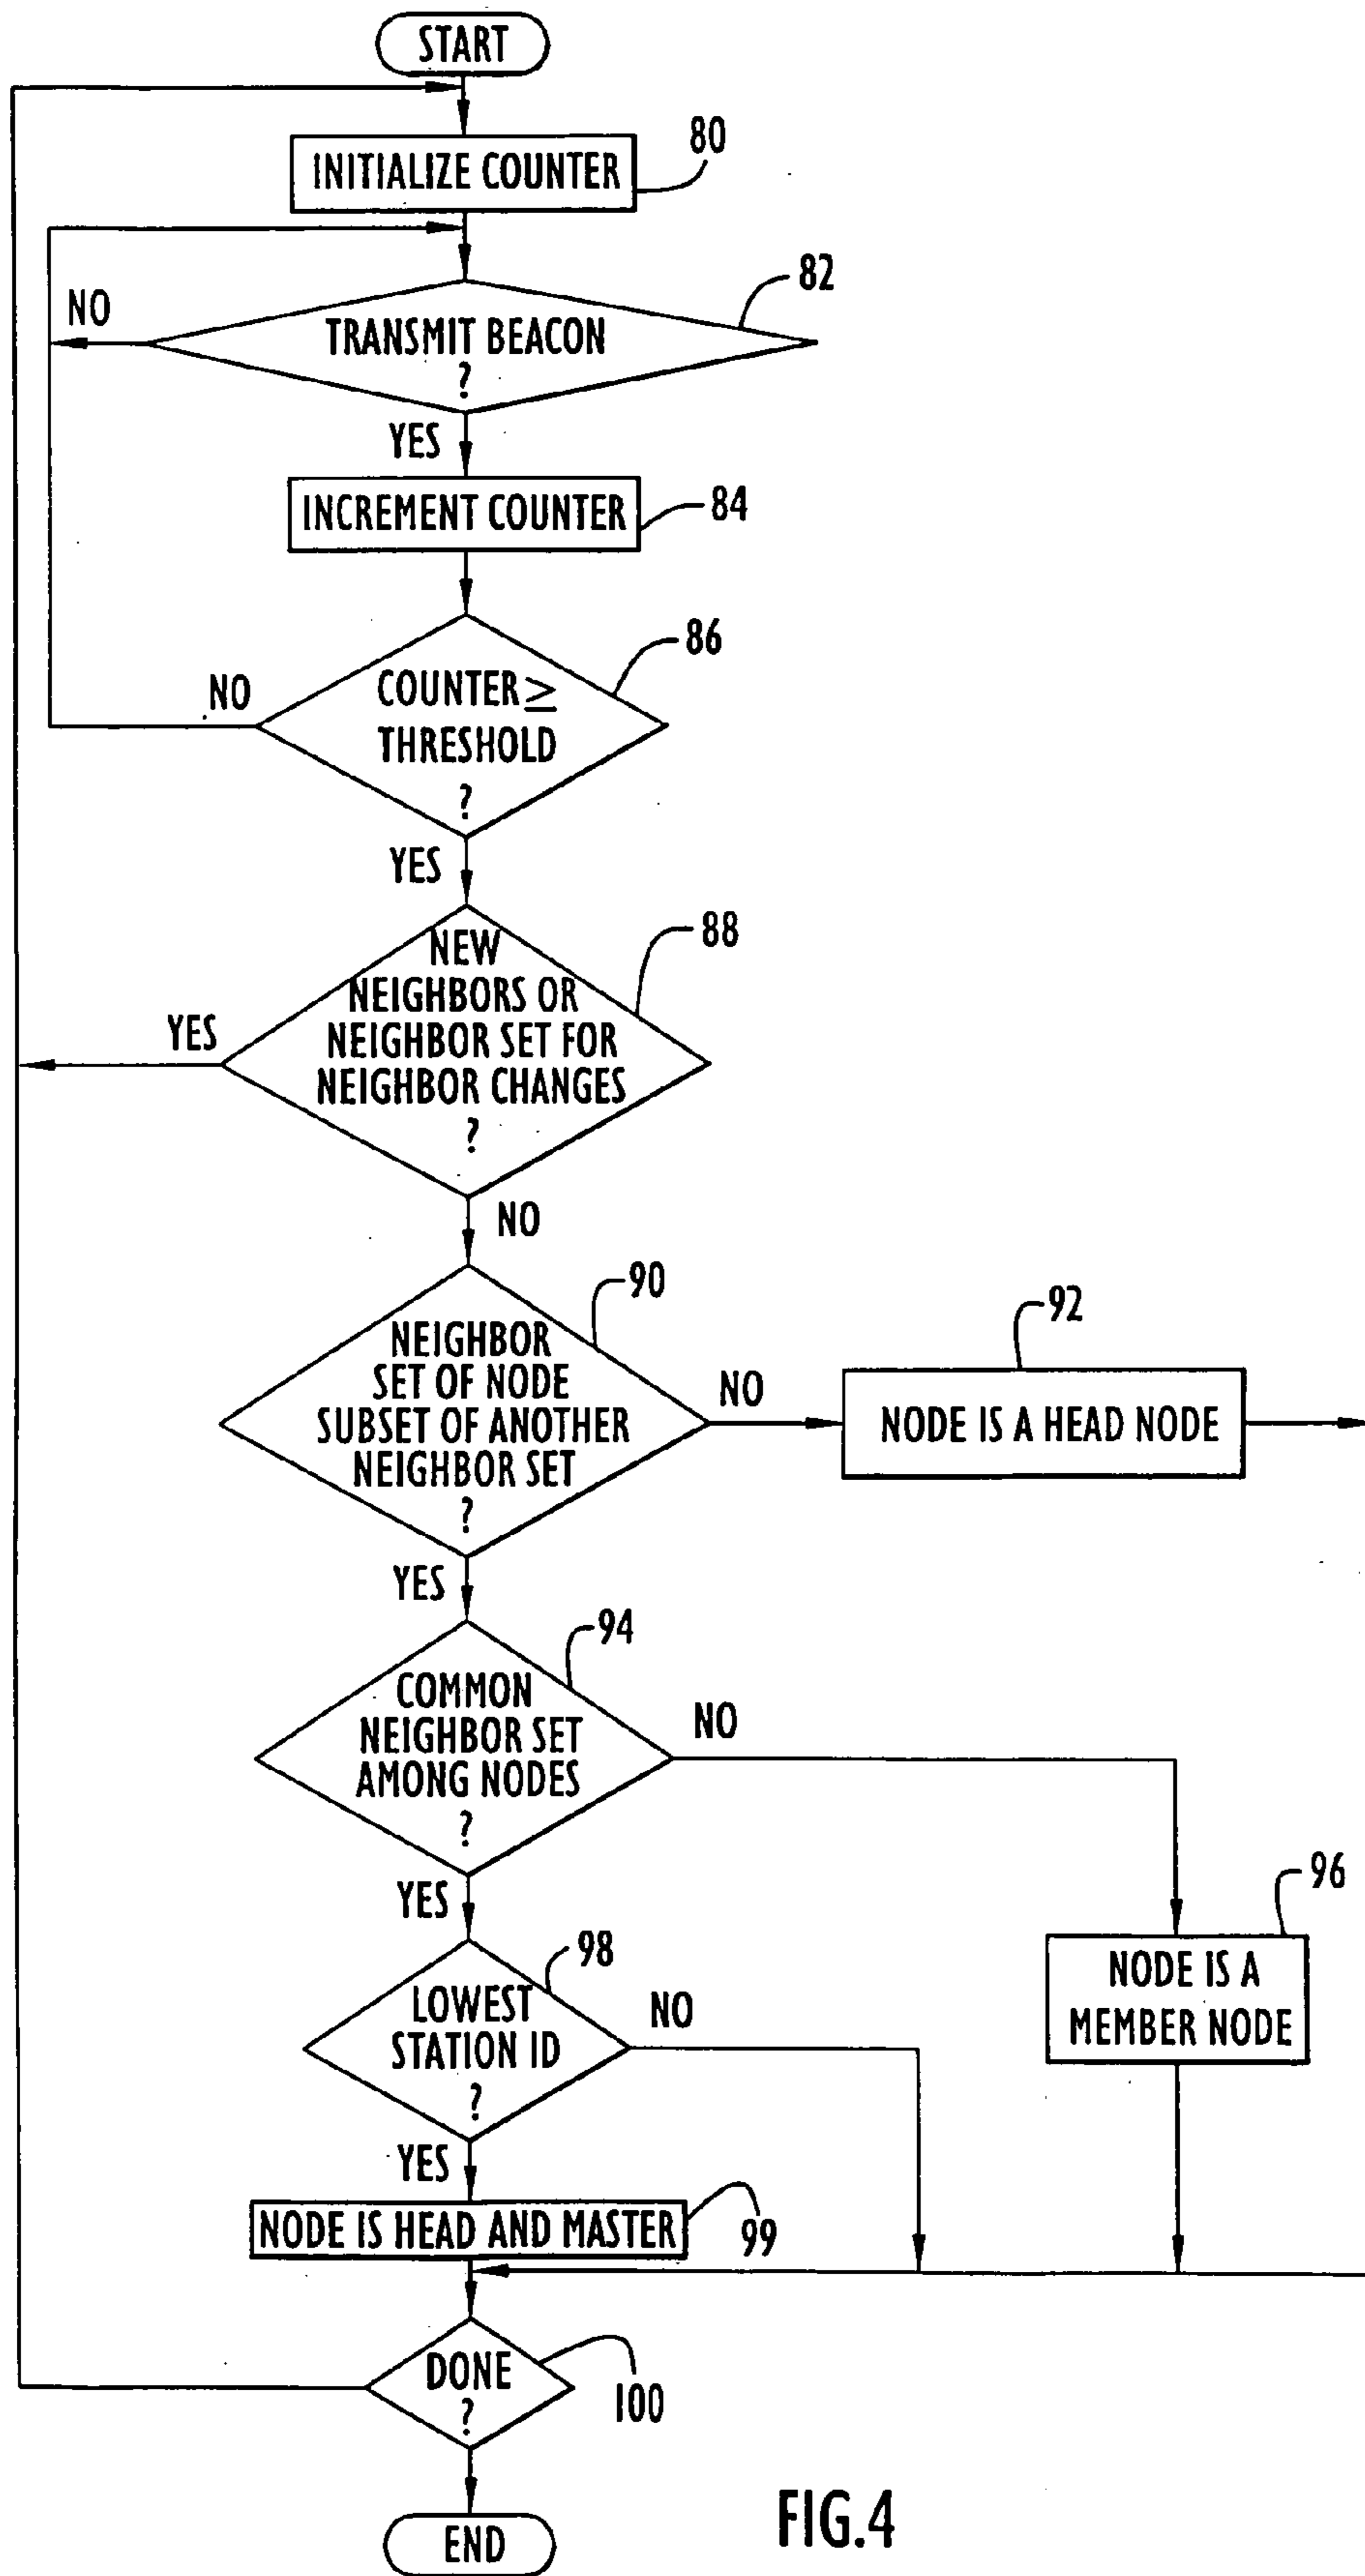 START
80
INITIALIZE COUNTER
82
NO
TRANSMIT BEACON
?
YES
INCREMENT COUNTER
84
86
NO
COUNTER ≥
THRESHOLD
?
YES
88
NEW
NEIGHBORS OR
NEIGHBOR SET FOR
NEIGHBOR CHANGES
?
YES
NO
90
NEIGHBOR
SET OF NODE
SUBSET OF ANOTHER
NEIGHBOR SET
?
NO
92
NODE IS A HEAD NODE
YES
94
COMMON
NEIGHBOR SET
AMONG NODES
?
NO
96
NODE IS A
MEMBER NODE
YES
98
LOWEST
STATION ID
?
NO
YES
NODE IS HEAD AND MASTER
99
DONE
?
100
END
FIG.4